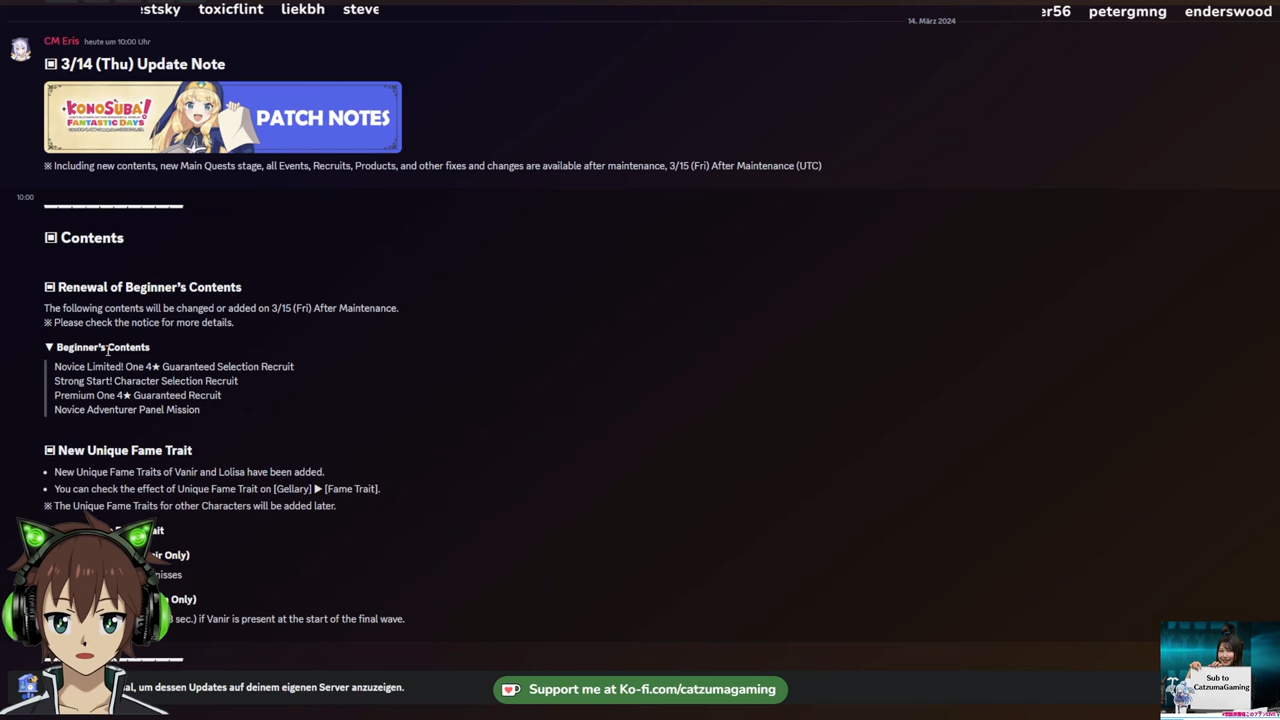 estsky toxicflint liekbh steve
er56 petergmng enderswood
14. März 2024
CM Eris heute um 10:00 Uhr
▣ 3/14 (Thu) Update Note
KONOSUBA!
FANTASTIC DAYS
PATCH NOTES
※ Including new contents, new Main Quests stage, all Events, Recruits, Products, and other fixes and changes are available after maintenance, 3/15 (Fri) After Maintenance (UTC)
10:00
▣ Contents
▣ Renewal of Beginner's Contents
The following contents will be changed or added on 3/15 (Fri) After Maintenance.
※ Please check the notice for more details.
▼ Beginner's Contents
Novice Limited! One 4★ Guaranteed Selection Recruit
Strong Start! Character Selection Recruit
Premium One 4★ Guaranteed Recruit
Novice Adventurer Panel Mission
▣ New Unique Fame Trait
• New Unique Fame Traits of Vanir and Lolisa have been added.
• You can check the effect of Unique Fame Trait on [Gellary] ▶ [Fame Trait].
※ The Unique Fame Traits for other Characters will be added later.
ait
ir Only)
misses
Only)
sec.) if Vanir is present at the start of the final wave.
al, um dessen Updates auf deinem eigenen Server anzuzeigen.
Support me at Ko-fi.com/catzumagaming
Sub to
CatzumaGaming